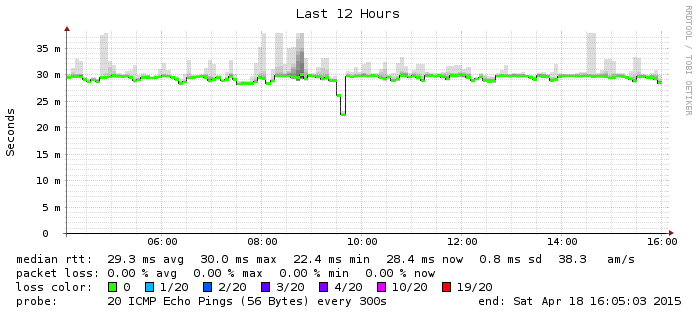 Last 12 Hours
RRDTOOL / TOBI OETIKER
Seconds
35 m
30 m
25 m
20 m
15 m
10 m
5 m
0
06:00 08:00 10:00 12:00 14:00 16:00
median rtt: 29.3 ms avg 30.0 ms max 22.4 ms min 28.4 ms now 0.8 ms sd 38.3 am/s
packet loss: 0.00 % avg 0.00 % max 0.00 % min 0.00 % now
loss color: 0 1/20 2/20 3/20 4/20 10/20 19/20
probe: 20 ICMP Echo Pings (56 Bytes) every 300s end: Sat Apr 18 16:05:03 2015